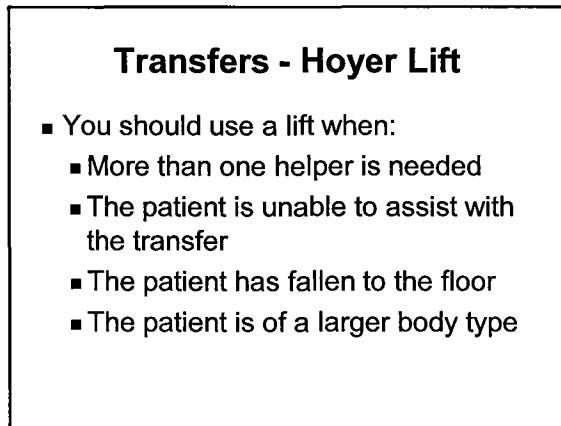 Transfers - Hoyer Lift
▪ You should use a lift when:
▪ More than one helper is needed
▪ The patient is unable to assist with
the transfer
▪ The patient has fallen to the floor
▪ The patient is of a larger body type